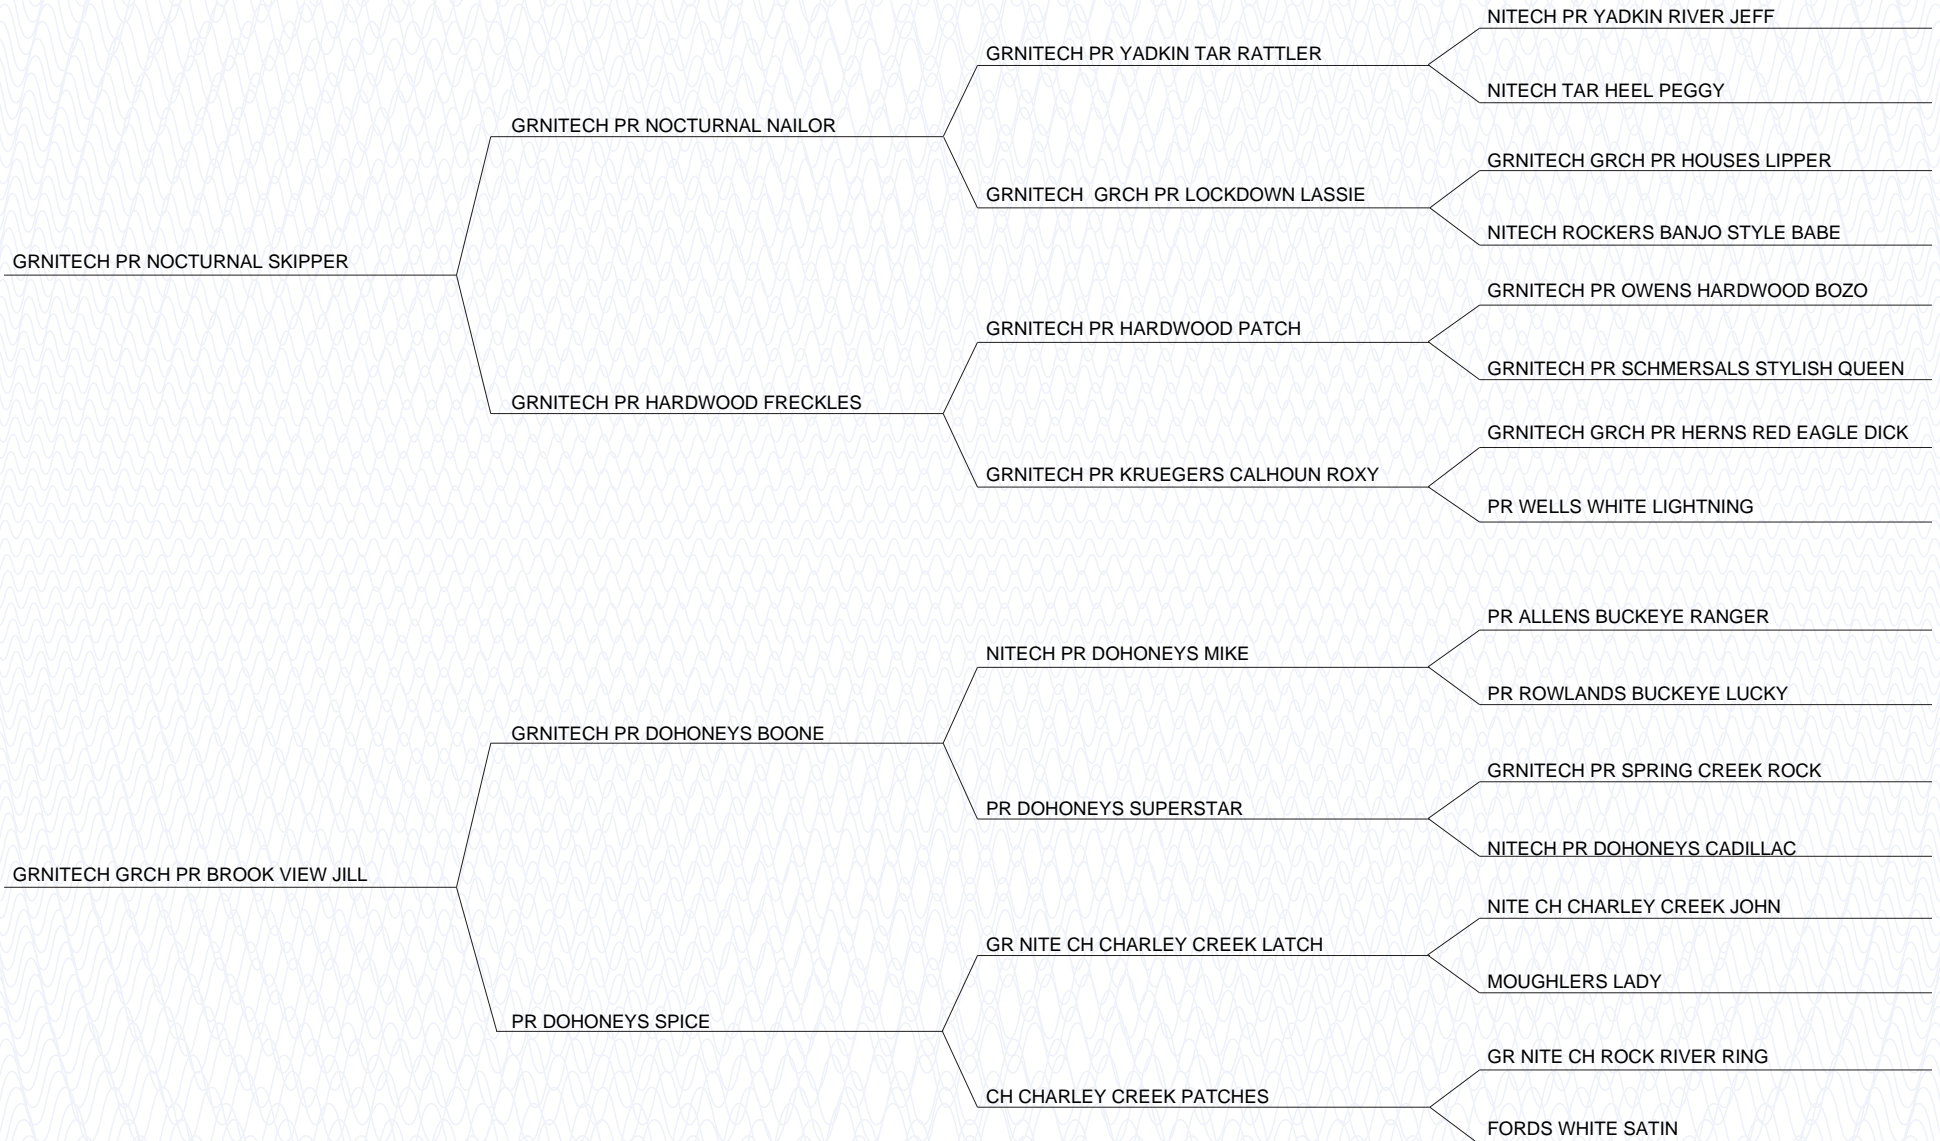 NITECH PR YADKIN RIVER JEFF
GRNITECH PR YADKIN TAR RATTLER
NITECH TAR HEEL PEGGY
GRNITECH PR NOCTURNAL NAILOR
GRNITECH GRCH PR HOUSES LIPPER
GRNITECH  GRCH PR LOCKDOWN LASSIE
NITECH ROCKERS BANJO STYLE BABE
GRNITECH PR NOCTURNAL SKIPPER
GRNITECH PR OWENS HARDWOOD BOZO
GRNITECH PR HARDWOOD PATCH
GRNITECH PR SCHMERSALS STYLISH QUEEN
GRNITECH PR HARDWOOD FRECKLES
GRNITECH GRCH PR HERNS RED EAGLE DICK
GRNITECH PR KRUEGERS CALHOUN ROXY
PR WELLS WHITE LIGHTNING
PR ALLENS BUCKEYE RANGER
NITECH PR DOHONEYS MIKE
PR ROWLANDS BUCKEYE LUCKY
GRNITECH PR DOHONEYS BOONE
GRNITECH PR SPRING CREEK ROCK
PR DOHONEYS SUPERSTAR
NITECH PR DOHONEYS CADILLAC
GRNITECH GRCH PR BROOK VIEW JILL
NITE CH CHARLEY CREEK JOHN
GR NITE CH CHARLEY CREEK LATCH
MOUGHLERS LADY
PR DOHONEYS SPICE
GR NITE CH ROCK RIVER RING
CH CHARLEY CREEK PATCHES
FORDS WHITE SATIN